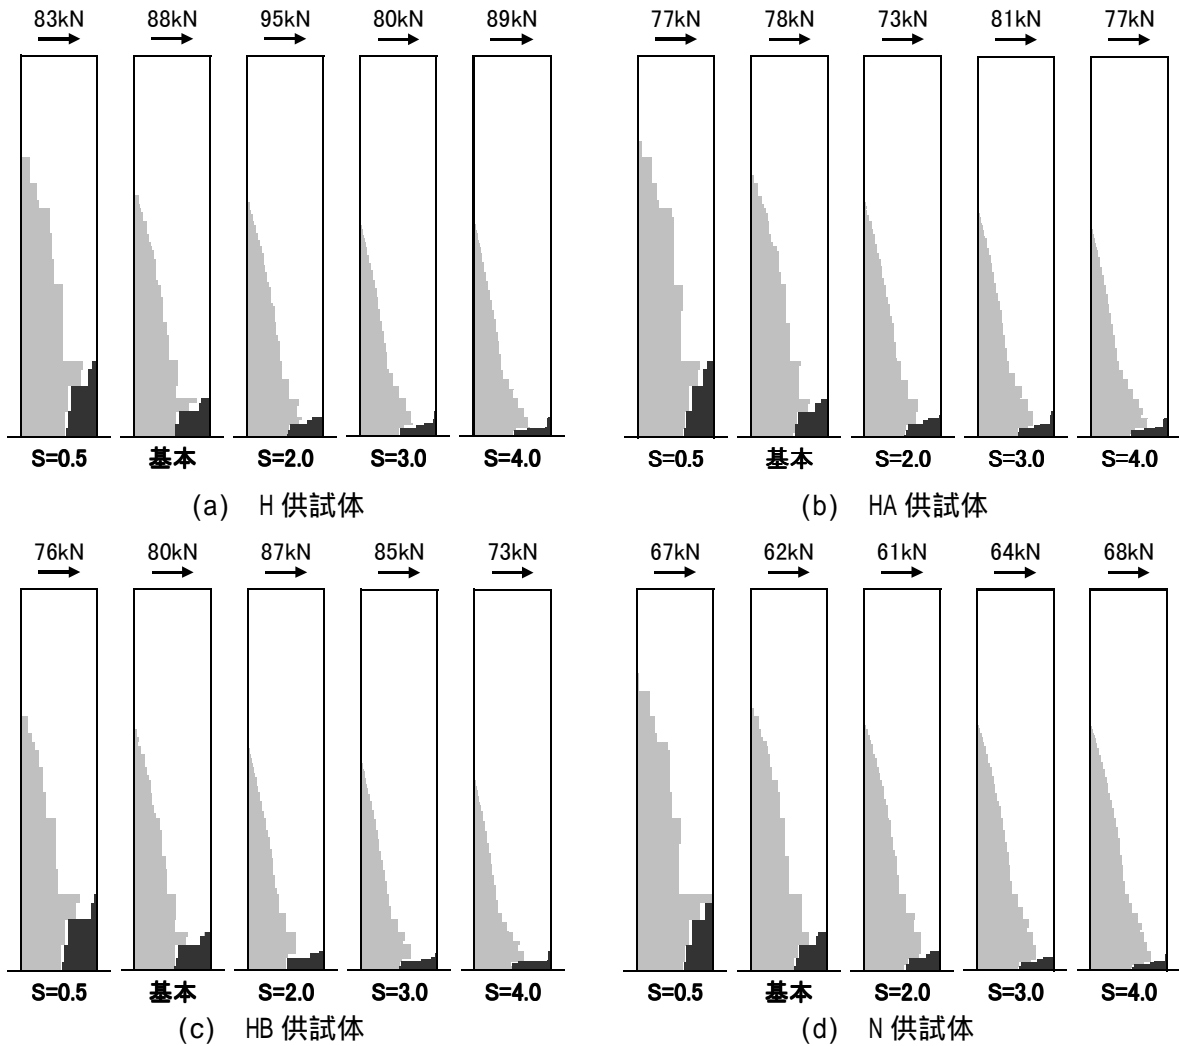 83kN 88kN 95kN 80kN 89kN
77kN 78kN 73kN 81kN 77kN
S=0.5 基本 S=2.0 S=3.0 S=4.0
S=0.5 基本 S=2.0 S=3.0 S=4.0
(a) H 供試体
(b) HA 供試体
76kN 80kN 87kN 85kN 73kN
67kN 62kN 61kN 64kN 68kN
S=0.5 基本 S=2.0 S=3.0 S=4.0
S=0.5 基本 S=2.0 S=3.0 S=4.0
(c) HB 供試体
(d) N 供試体